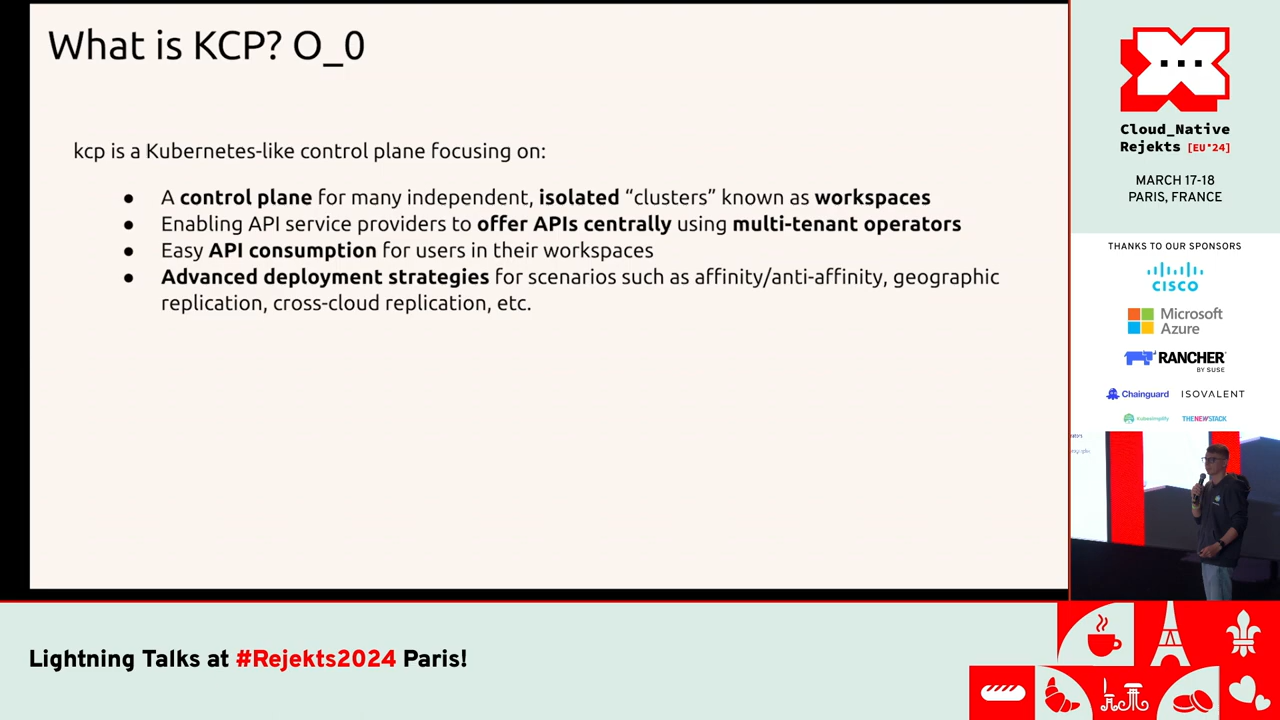 What is KCP? O_0
kcp is a Kubernetes-like control plane focusing on:
● A control plane for many independent, isolated “clusters” known as workspaces
● Enabling API service providers to offer APIs centrally using multi-tenant operators
● Easy API consumption for users in their workspaces
● Advanced deployment strategies for scenarios such as affinity/anti-affinity, geographic
replication, cross-cloud replication, etc.
Cloud_Native
Rejekts [EU'24]
MARCH 17-18
PARIS, FRANCE
THANKS TO OUR SPONSORS
CISCO
Microsoft
Azure
RANCHER
BY SUSE
Chainguard ISOVALENT
kubesimplify THENEWSTACK
Lightning Talks at #Rejekts2024 Paris!